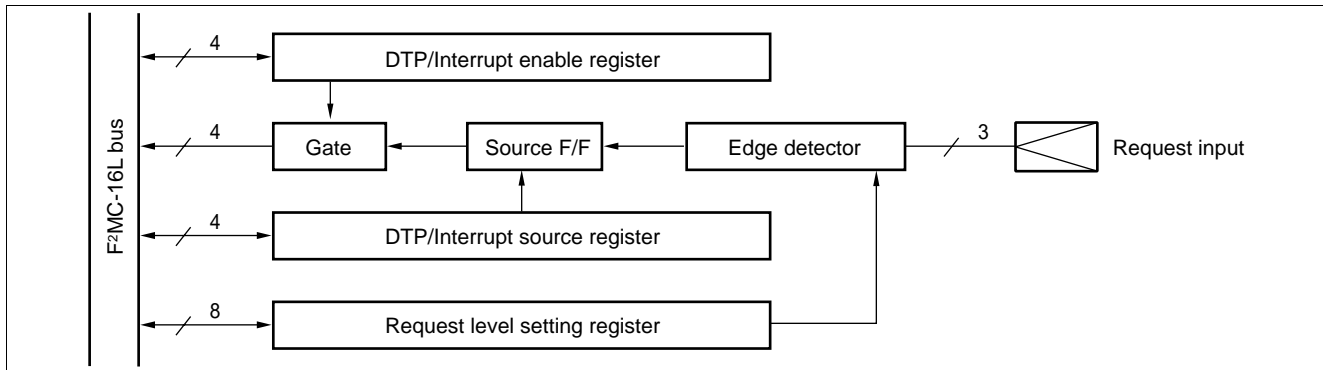 4
DTP/Interrupt enable register
F²MC-16L bus
4
Gate
Source F/F
Edge detector
3
Request input
4
DTP/Interrupt source register
8
Request level setting register